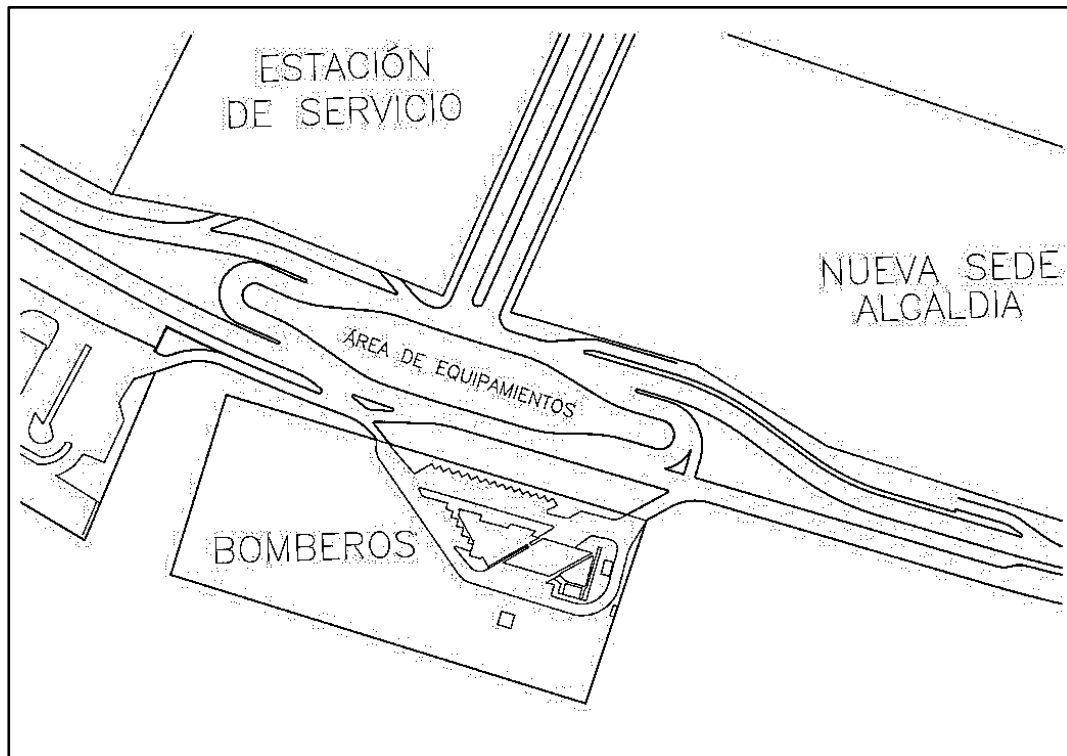 ESTACIÓN
DE SERVICIO
NUEVA SEDE
ALCALDIA
ÁREA DE EQUIPAMIENTOS
BOMBEROS